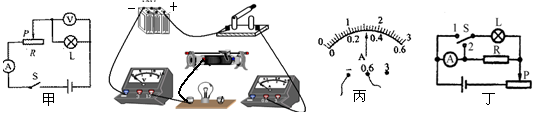 P
R
V
L
A
S
甲
- +
V
A
0 1 2 3
0 0.2 0.4 0.6
A
- 0.6 3
丙
1 S L
2
A R
P
丁